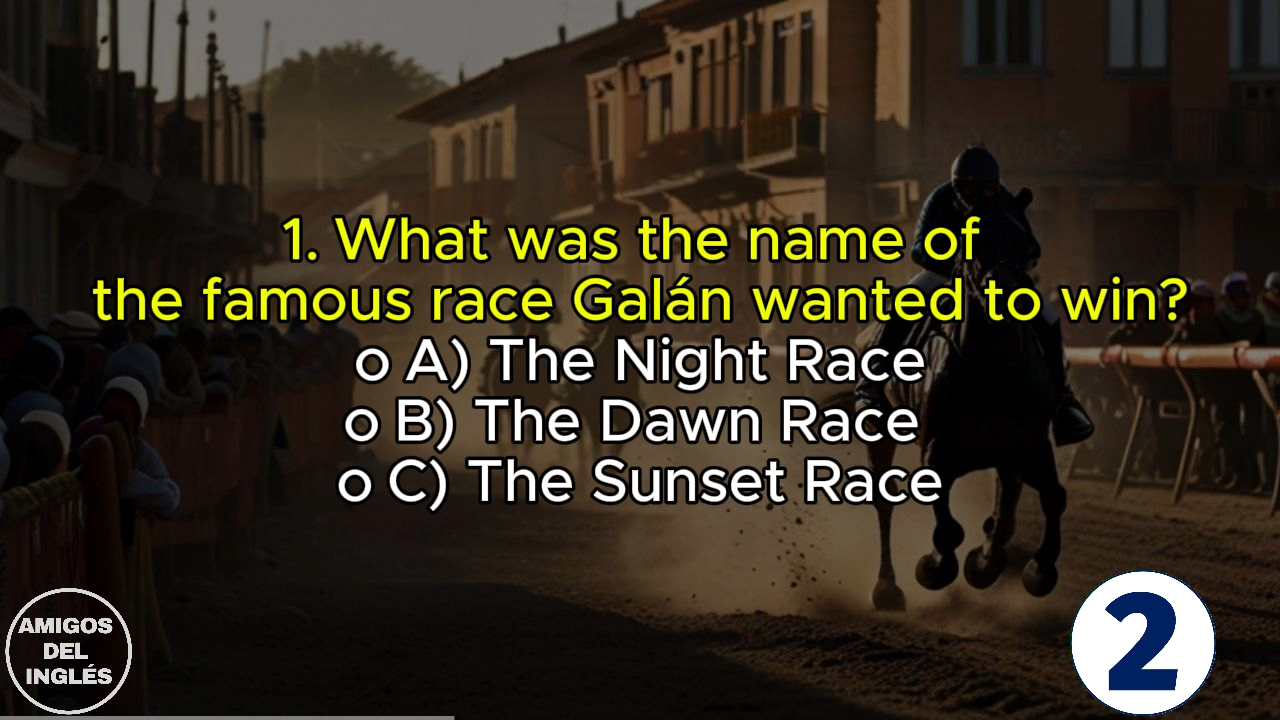 1. What was the name of
the famous race Galán wanted to win?
o A) The Night Race
o B) The Dawn Race
o C) The Sunset Race
AMIGOS
DEL
INGLÉS
2